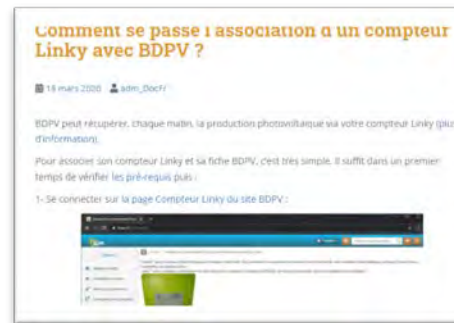 Comment se passe l'association d'un compteur
Linky avec BDPV ?
18 mars 2020 adm_DocFr
BDPV peut récupérer, chaque matin, la production photovoltaïque via votre compteur Linky (plus
d'information).
Pour associer son compteur Linky et sa fiche BDPV, c'est très simple. Il suffit dans un premier
temps de vérifier les pré-requis puis :
1- Se connecter sur la page Compteur Linky du site BDPV :